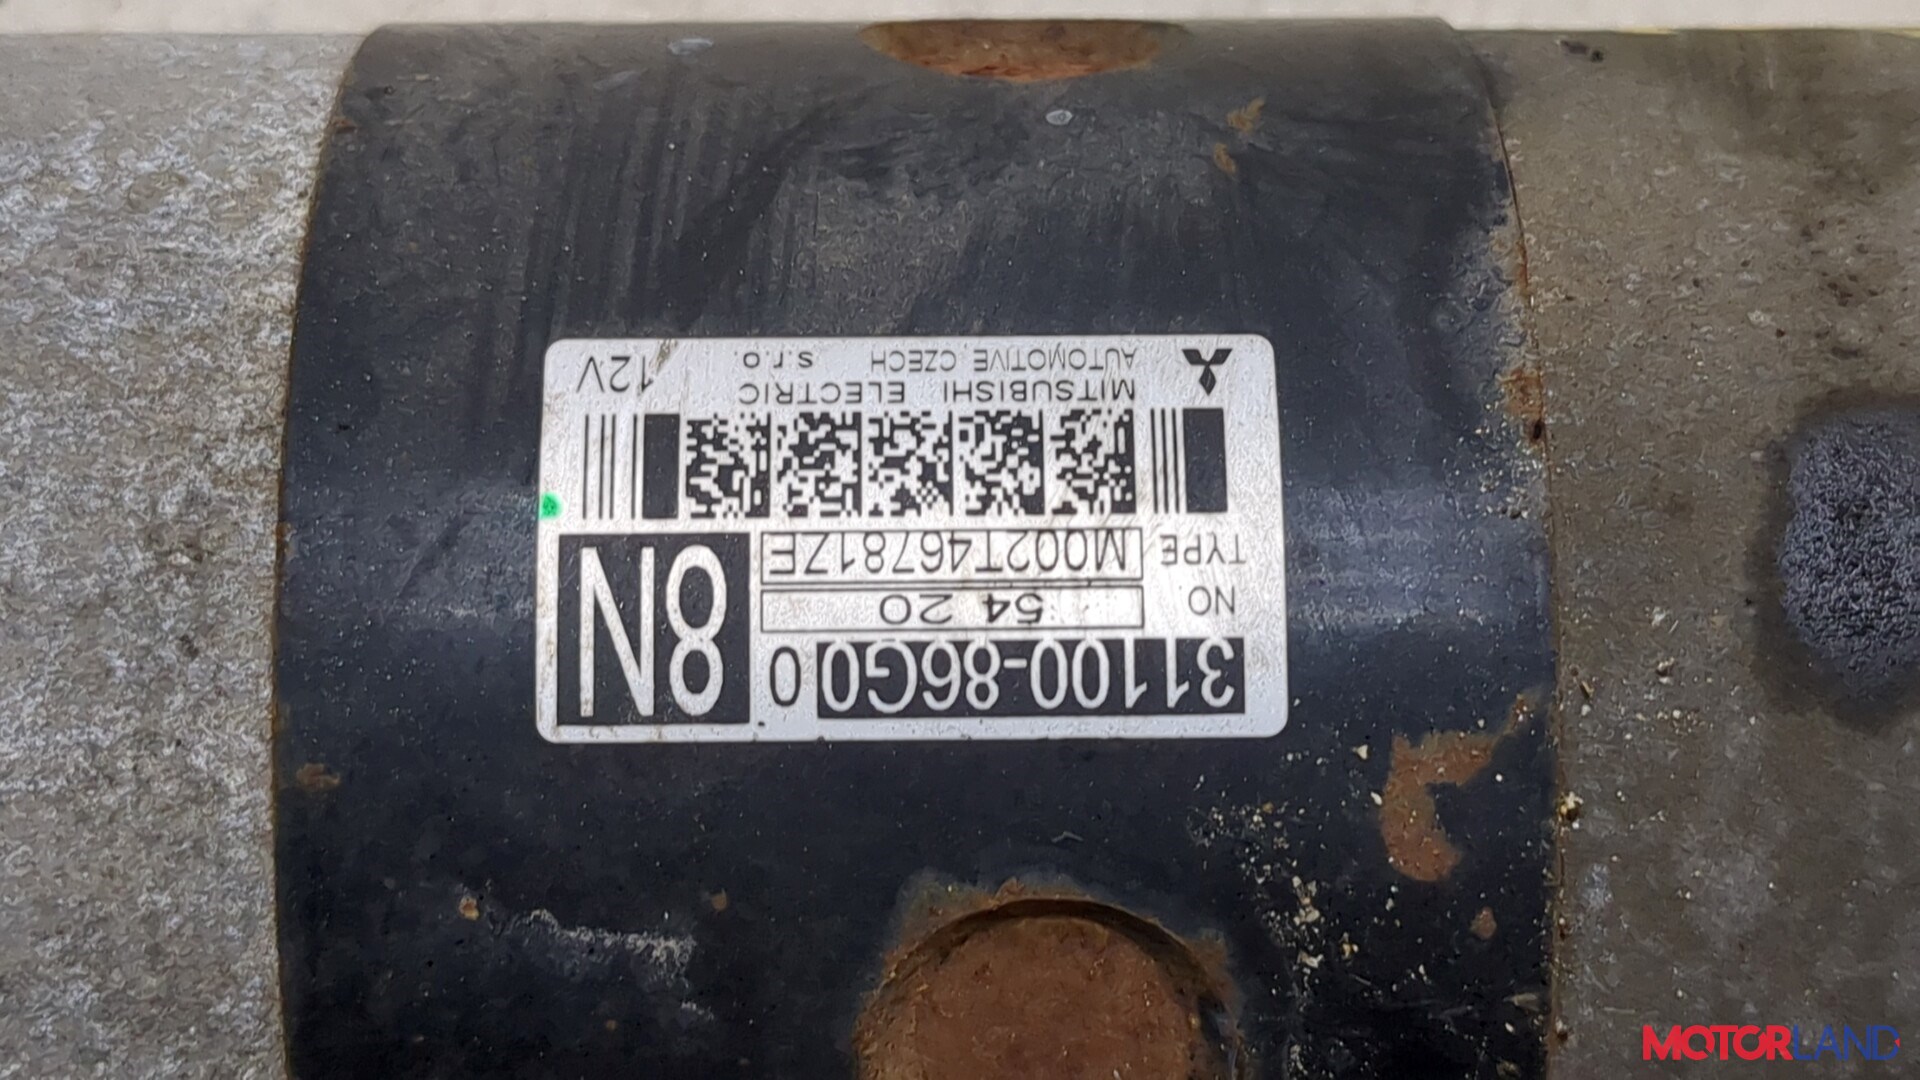 31100-86G0 0
8N
NO. 54 20
TYPE M002T46781ZE
MITSUBISHI ELECTRIC
AUTOMOTIVE CZECH s.r.o.
12V
MOTORLAND